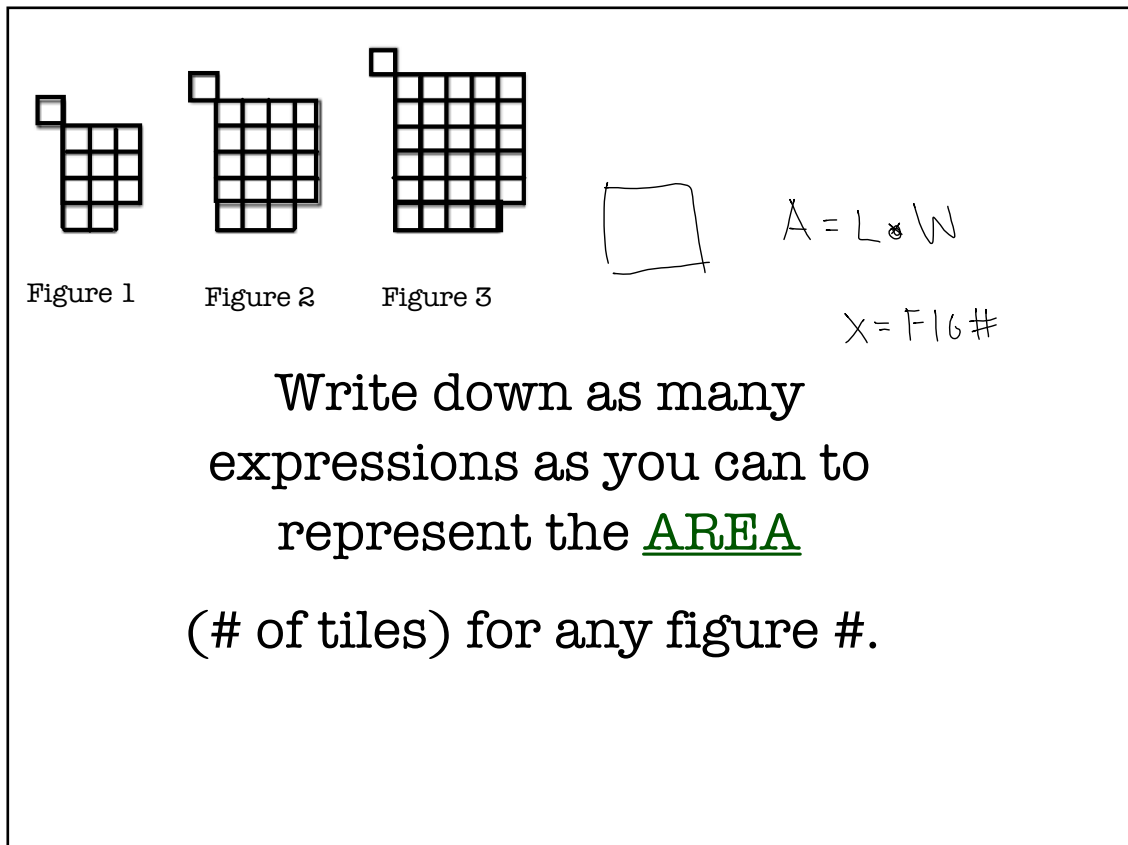 Figure 1
Figure 2
Figure 3
A = L • W
X = FIG #
Write down as many
expressions as you can to
represent the AREA
(# of tiles) for any figure #.